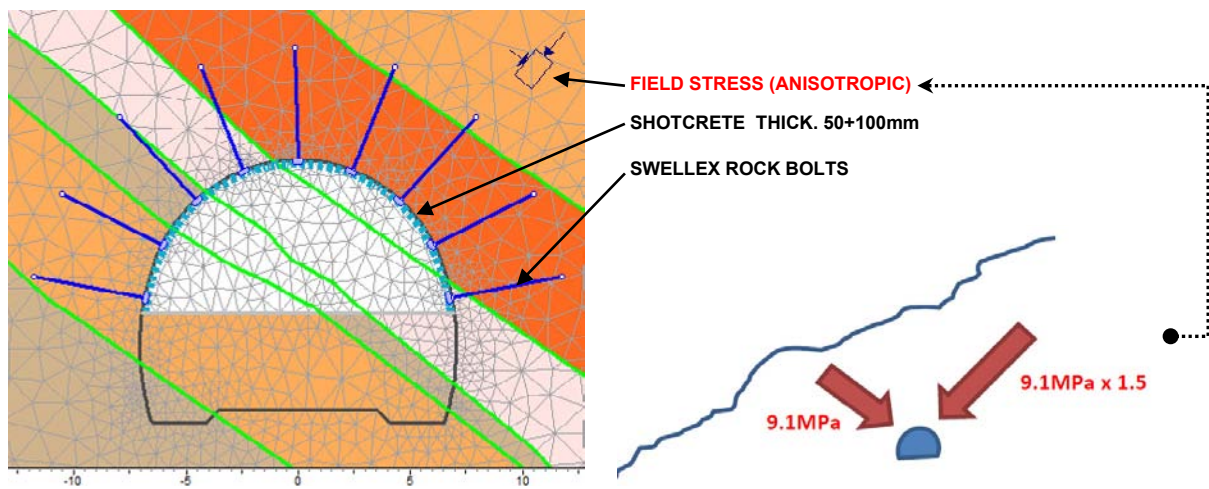 FIELD STRESS (ANISOTROPIC)
SHOTCRETE THICK. 50+100mm
SWELLEX ROCK BOLTS
9.1MPa x 1.5
9.1MPa
-10 -5 0 5 10